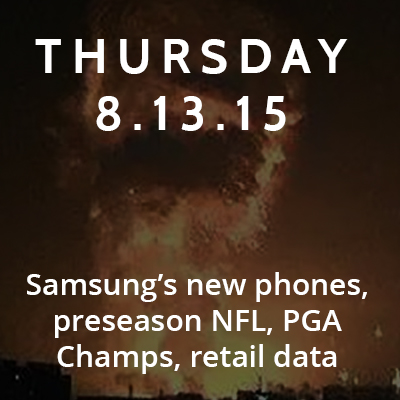 THURSDAY
8.13.15
Samsung’s new phones,
preseason NFL, PGA
Champs, retail data